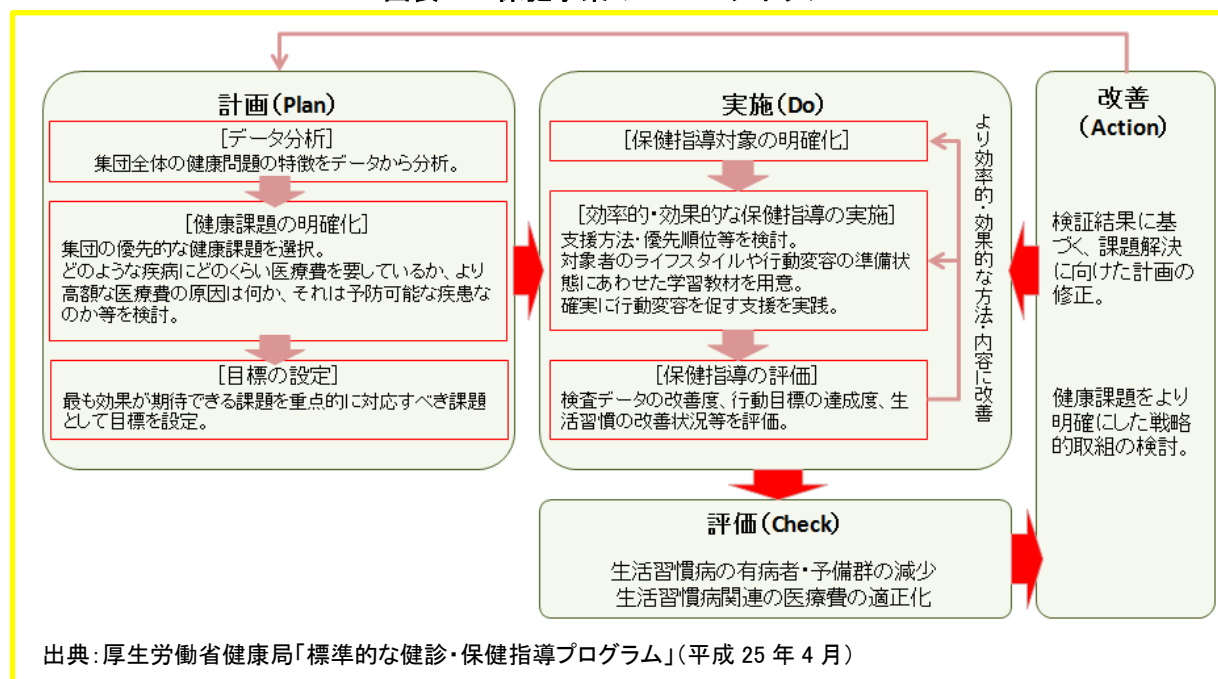 計画(Plan)
[データ分析]
集団全体の健康問題の特徴をデータから分析。
[健康課題の明確化]
集団の優先的な健康課題を選択。
どのような疾病にどのくらい医療費を要しているか、より
高額な医療費の原因は何か、それは予防可能な疾患な
のか等を検討。
[目標の設定]
最も効果が期待できる課題を重点的に対応すべき課題
として目標を設定。
実施(Do)
[保健指導対象の明確化]
[効率的・効果的な保健指導の実施]
支援方法・優先順位等を検討。
対象者のライフスタイルや行動変容の準備状
態にあわせた学習教材を用意。
確実に行動変容を促す支援を実践。
[保健指導の評価]
検査データの改善度、行動目標の達成度、生
活習慣の改善状況等を評価。
より効率的・効果的な方法・内容に改善
評価(Check)
生活習慣病の有病者・予備群の減少
生活習慣病関連の医療費の適正化
改善
(Action)
検証結果に基
づく、課題解決
に向けた計画の
修正。
健康課題をより
明確にした戦略
的取組の検討。
出典:厚生労働省健康局「標準的な健診・保健指導プログラム」(平成 25 年 4 月)